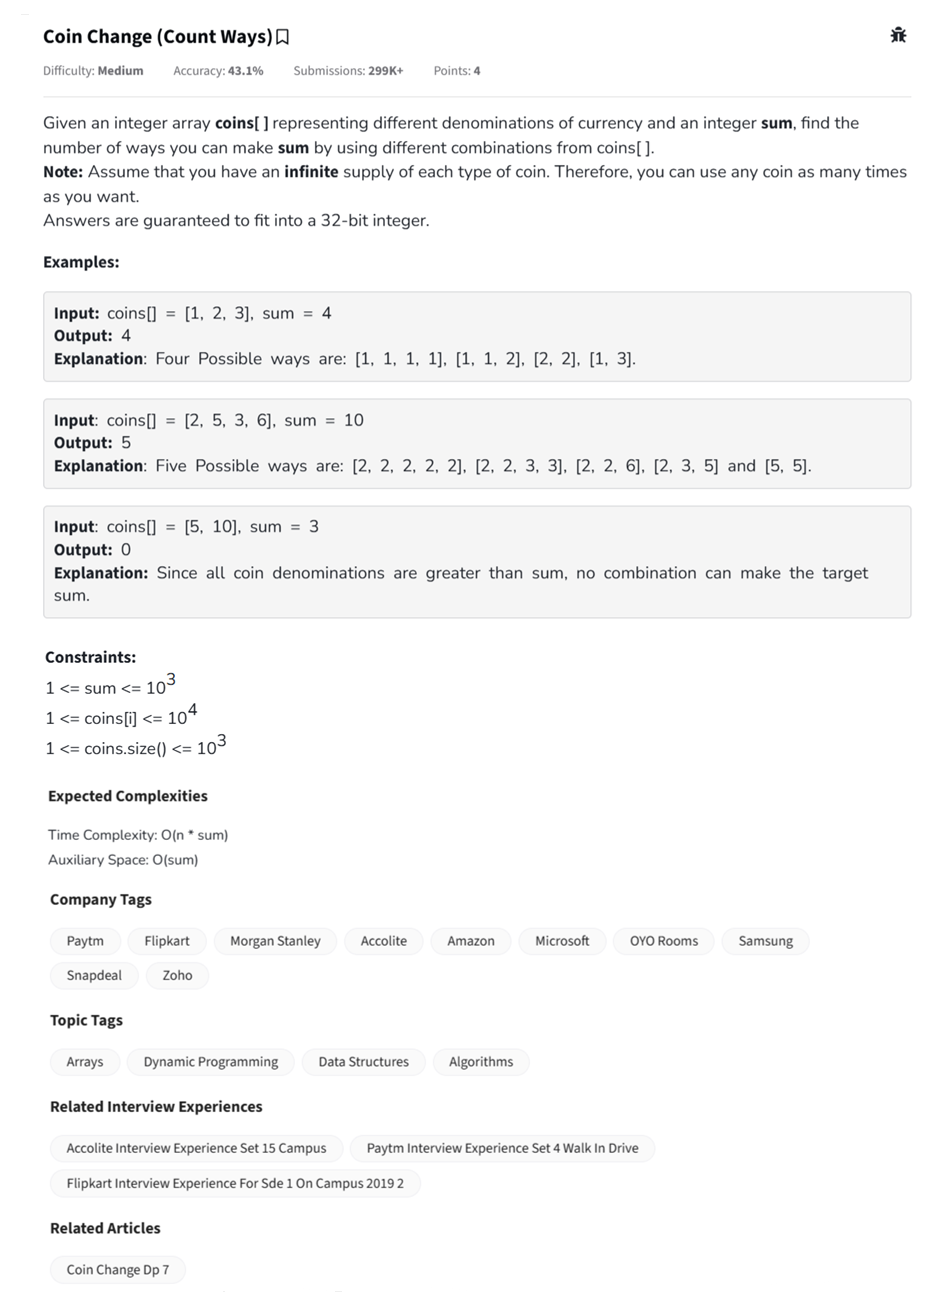 Coin Change (Count Ways)
Difficulty: Medium Accuracy: 43.1% Submissions: 299K+ Points: 4
Given an integer array coins[ ] representing different denominations of currency and an integer sum, find the
number of ways you can make sum by using different combinations from coins[ ].
Note: Assume that you have an infinite supply of each type of coin. Therefore, you can use any coin as many times
as you want.
Answers are guaranteed to fit into a 32-bit integer.
Examples:
Input: coins[] = [1, 2, 3], sum = 4
Output: 4
Explanation: Four Possible ways are: [1, 1, 1, 1], [1, 1, 2], [2, 2], [1, 3].
Input: coins[] = [2, 5, 3, 6], sum = 10
Output: 5
Explanation: Five Possible ways are: [2, 2, 2, 2, 2], [2, 2, 3, 3], [2, 2, 6], [2, 3, 5] and [5, 5].
Input: coins[] = [5, 10], sum = 3
Output: 0
Explanation: Since all coin denominations are greater than sum, no combination can make the target
sum.
Constraints:
1 <= sum <= 10³
1 <= coins[i] <= 10⁴
1 <= coins.size() <= 10³
Expected Complexities
Time Complexity: O(n * sum)
Auxiliary Space: O(sum)
Company Tags
Paytm Flipkart Morgan Stanley Accolite Amazon Microsoft OYO Rooms Samsung
Snapdeal Zoho
Topic Tags
Arrays Dynamic Programming Data Structures Algorithms
Related Interview Experiences
Accolite Interview Experience Set 15 Campus Paytm Interview Experience Set 4 Walk In Drive
Flipkart Interview Experience For Sde 1 On Campus 2019 2
Related Articles
Coin Change Dp 7